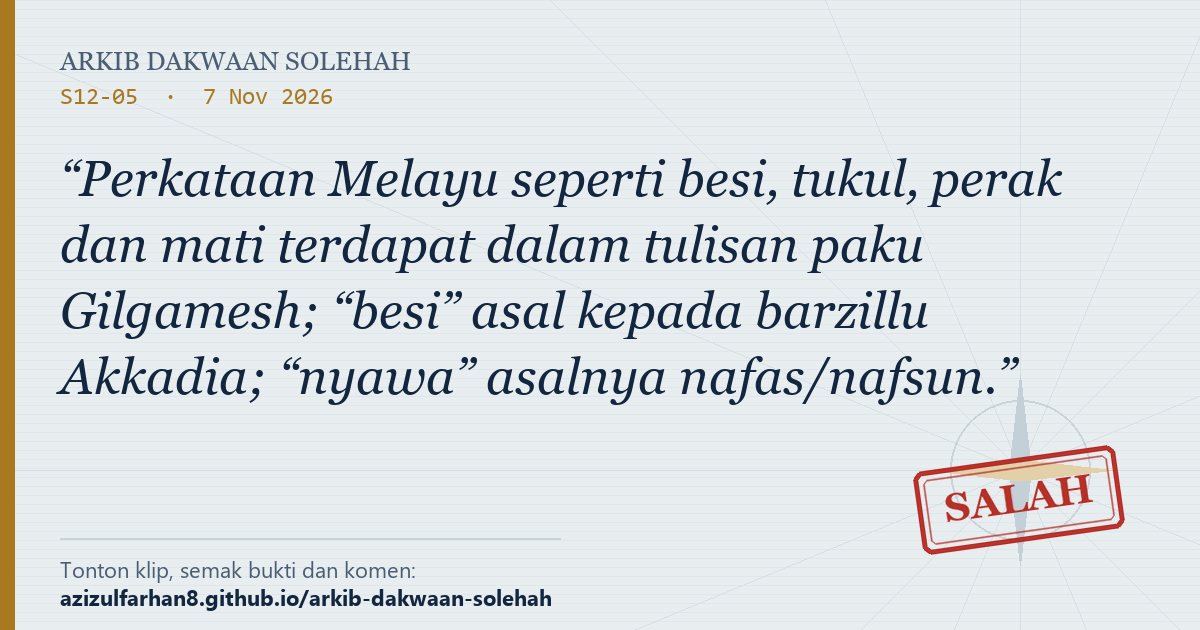 ARKIB DAKWAAN SOLEHAH
S12-05 · 7 Nov 2026
“Perkataan Melayu seperti besi, tukul, perak
dan mati terdapat dalam tulisan paku
Gilgamesh; “besi” asal kepada barzillu
Akkadia; “nyawa” asalnya nafas/nafsun.”
SALAH
Tonton klip, semak bukti dan komen:
azizulfarhan8.github.io/arkib-dakwaan-solehah